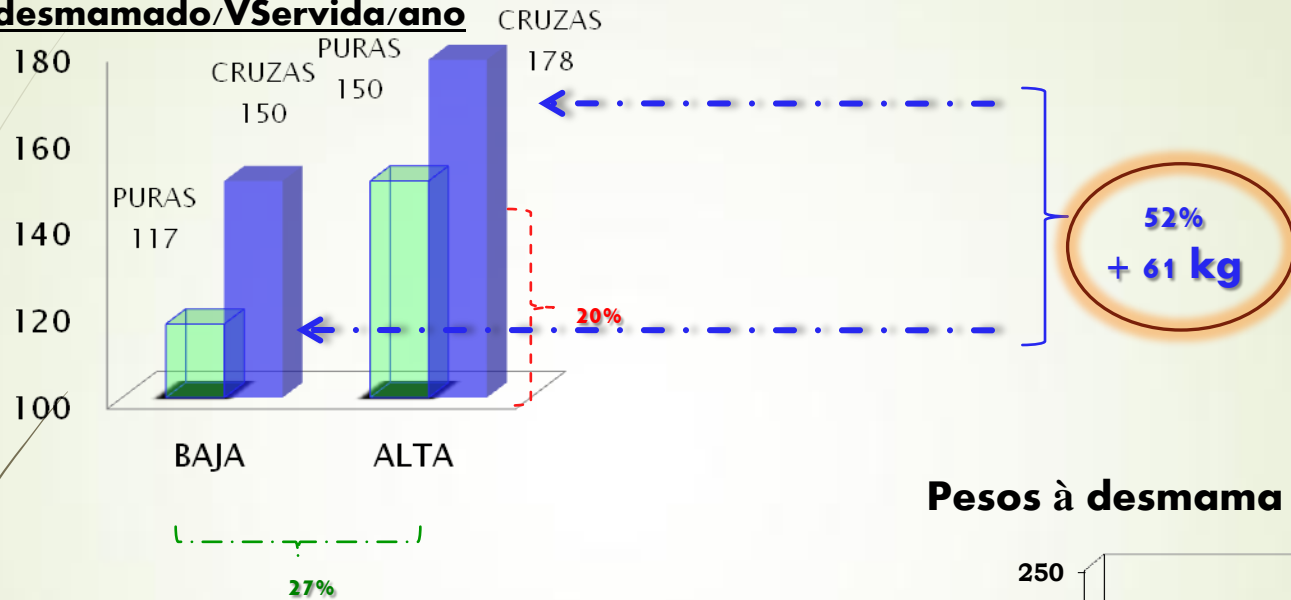 desmamado/VServida/ano
CRUZAS
178
PURAS
150
CRUZAS
150
PURAS
117
180
160
140
120
100
BAJA
ALTA
20%
27%
52%
+ 61 kg
Pesos à desmama
250